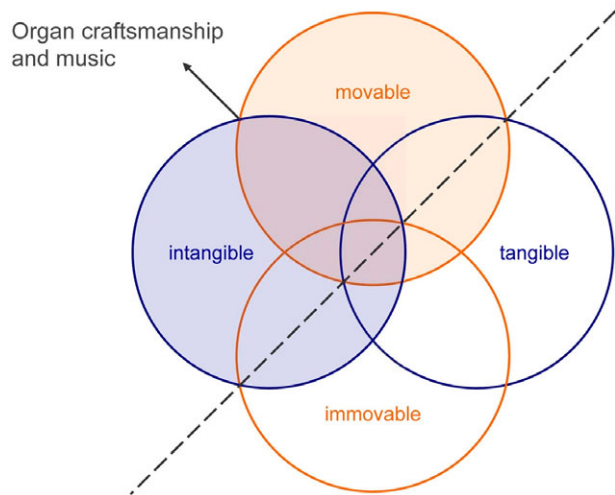 Organ craftsmanship
and music
movable
intangible
tangible
immovable